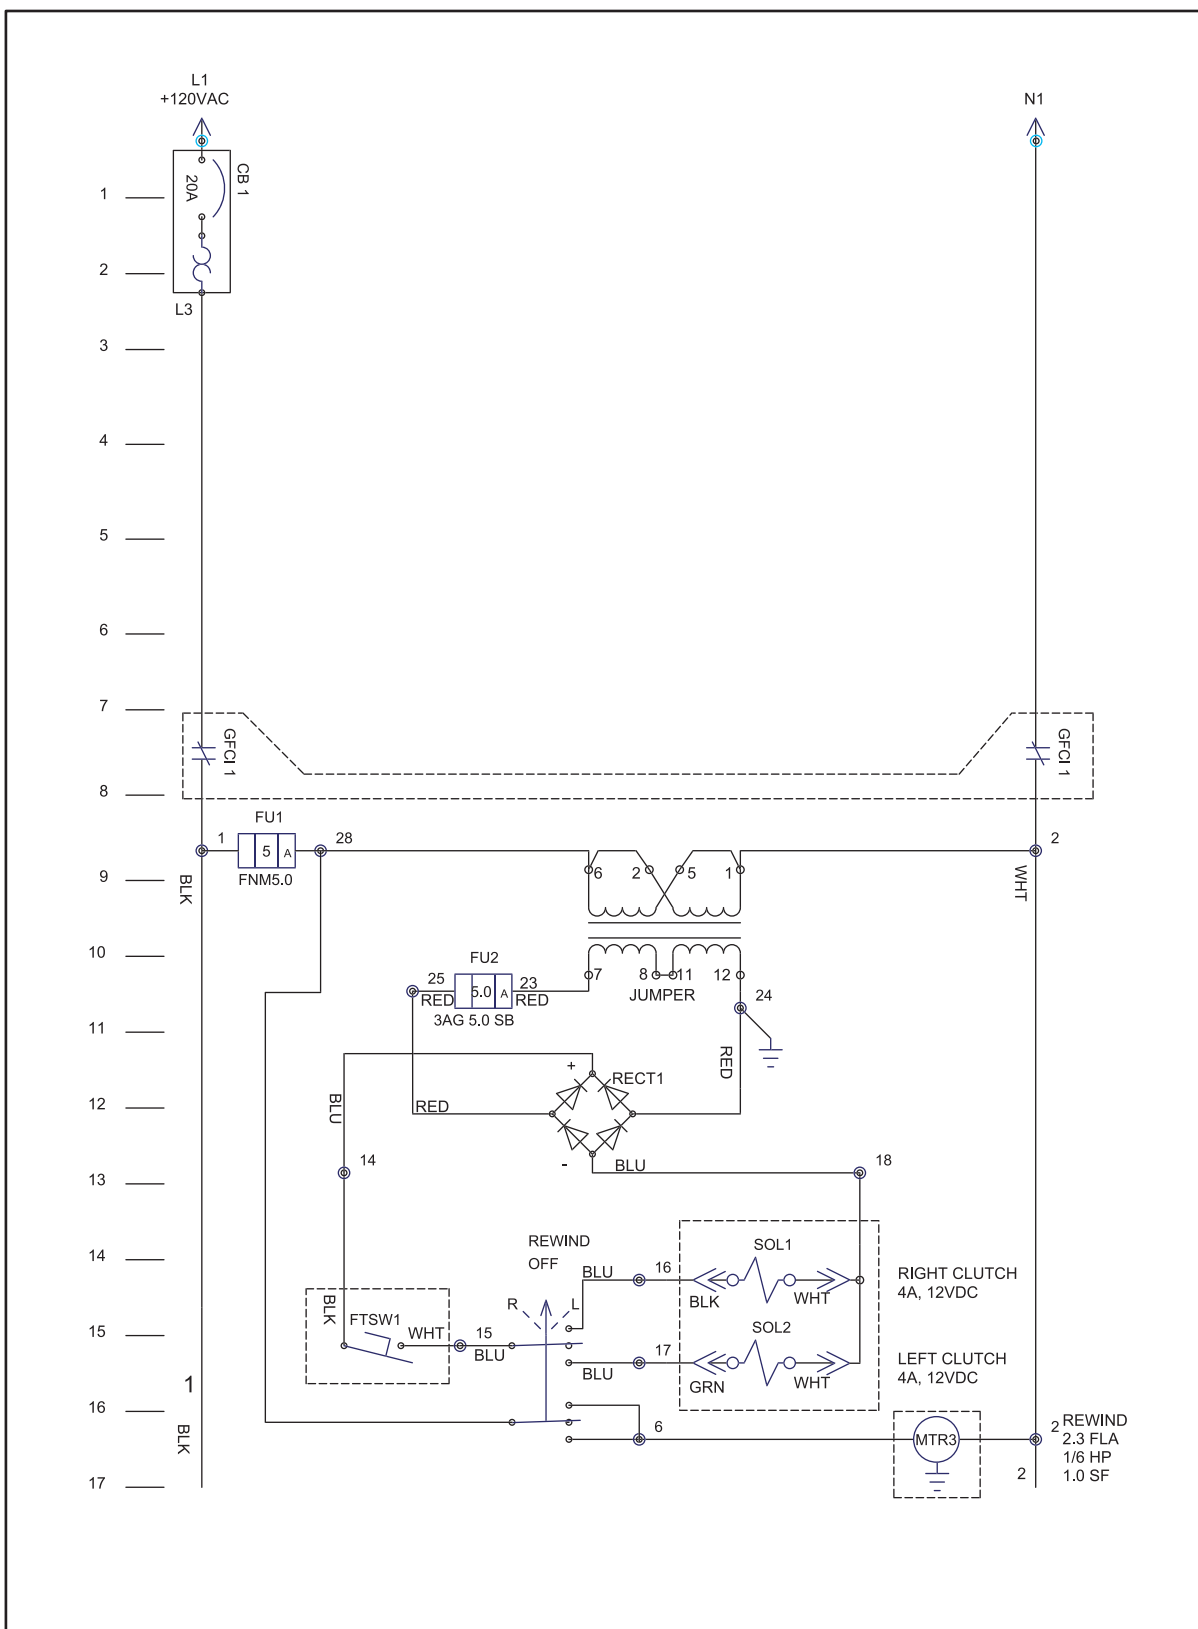 L1
+120VAC
N1
CB 1
20A
1
2
L3
3
4
5
6
7
GFCI 1
GFCI 1
8
FU1
1
5
A
28
2
FNM5.0
9
BLK
6
2
5
1
WHT
10
FU2
25
5.0
A
23
RED
RED
7
8
11
12
JUMPER
24
3AG 5.0 SB
11
RED
+
RECT1
12
BLU
RED
-
BLU
14
18
13
14
REWIND
OFF
SOL1
BLU
16
BLK
WHT
RIGHT CLUTCH
4A, 12VDC
R
L
BLK
FTSW1
15
WHT
15
BLU
SOL2
17
BLU
GRN
WHT
LEFT CLUTCH
4A, 12VDC
1
16
6
BLK
MTR3
2
REWIND
2.3 FLA
1/6 HP
1.0 SF
2
17